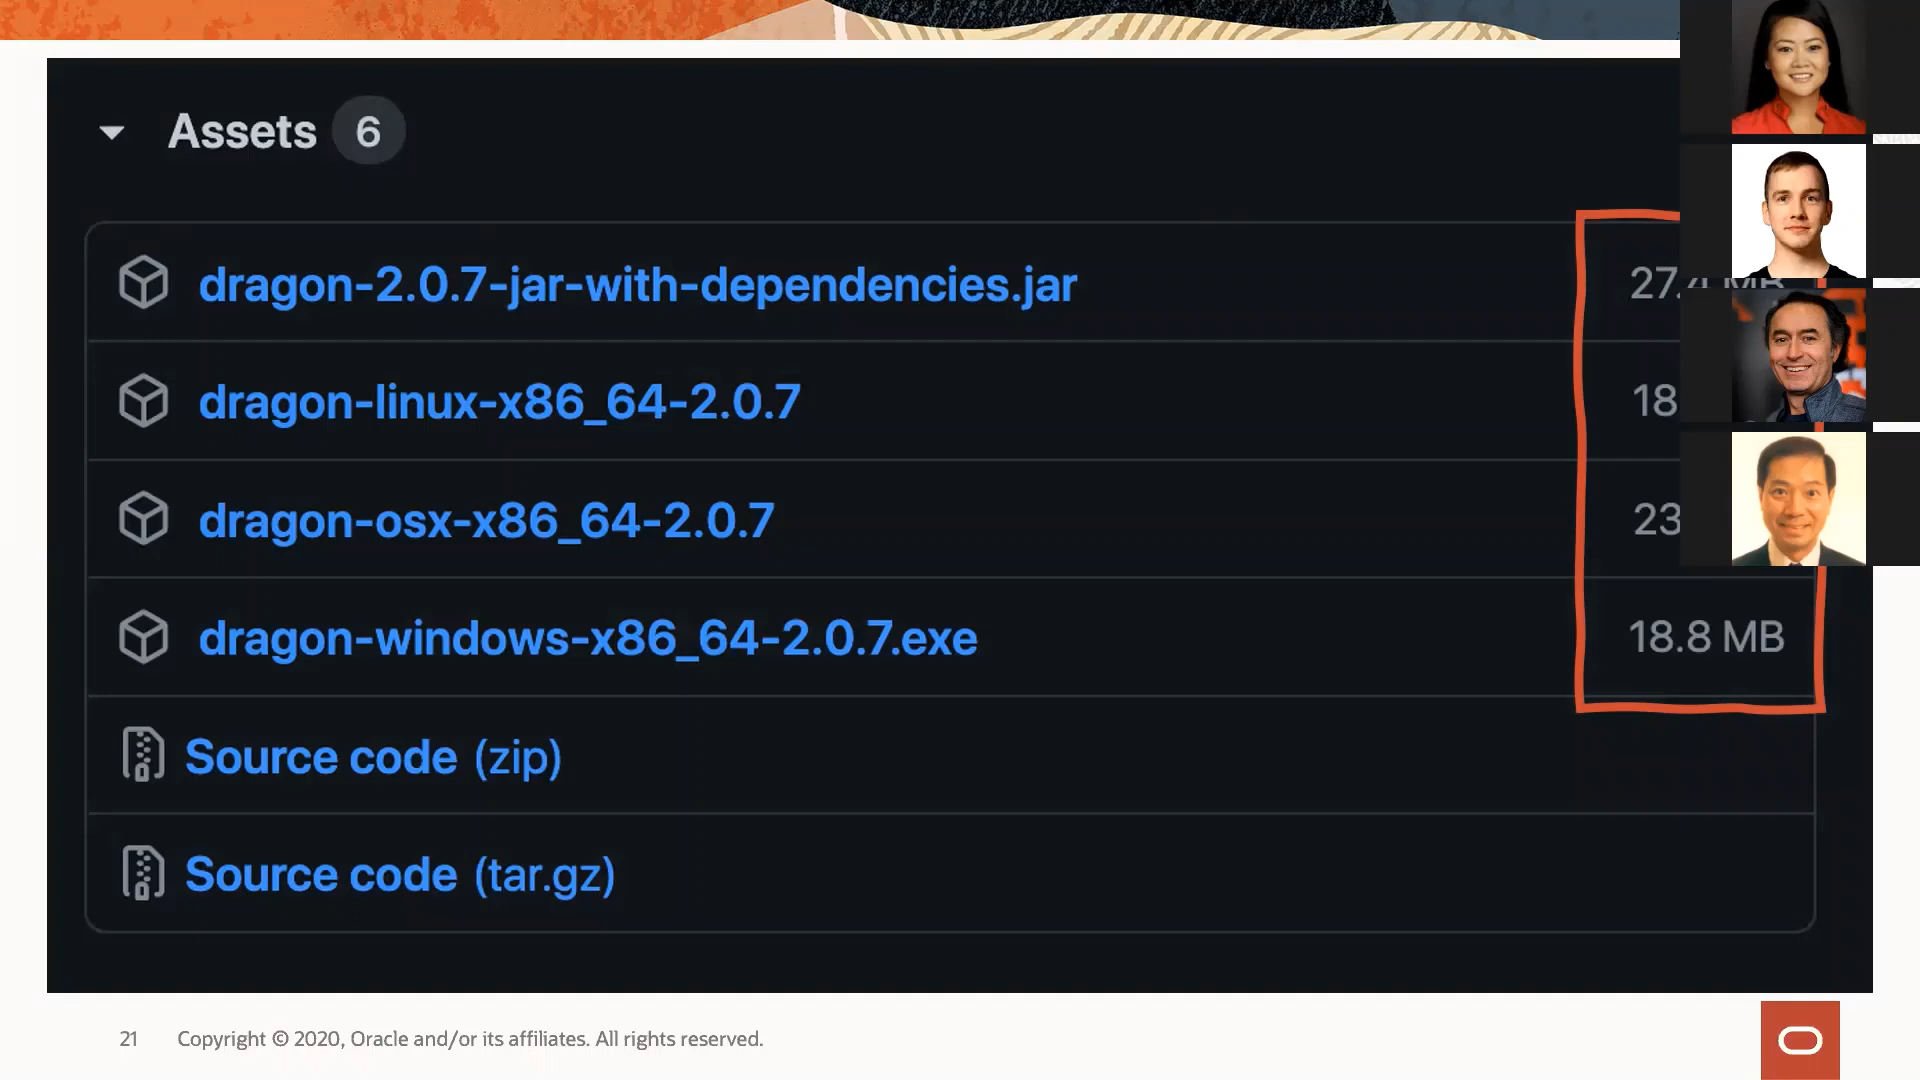 Assets 6
dragon-2.0.7-jar-with-dependencies.jar
dragon-linux-x86_64-2.0.7 18
dragon-osx-x86_64-2.0.7 23
dragon-windows-x86_64-2.0.7.exe 18.8 MB
Source code (zip)
Source code (tar.gz)
21 Copyright © 2020, Oracle and/or its affiliates. All rights reserved.